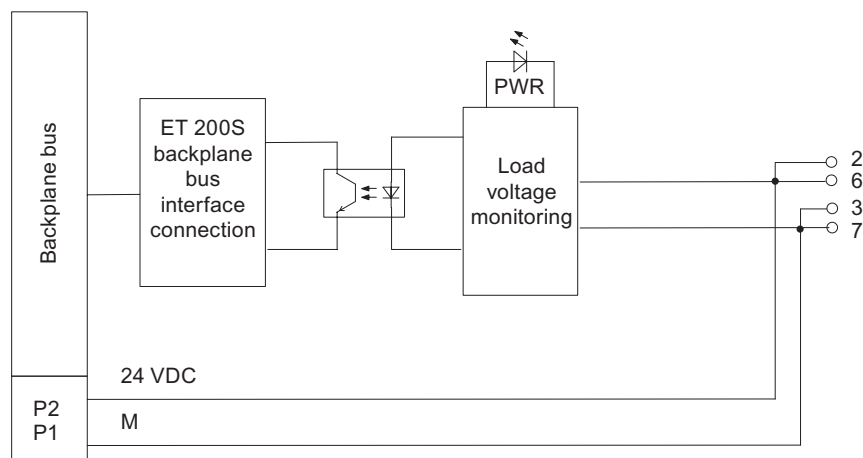 Backplane bus
ET 200S
backplane
bus
interface
connection
PWR
Load
voltage
monitoring
2
6
3
7
24 VDC
M
P2
P1